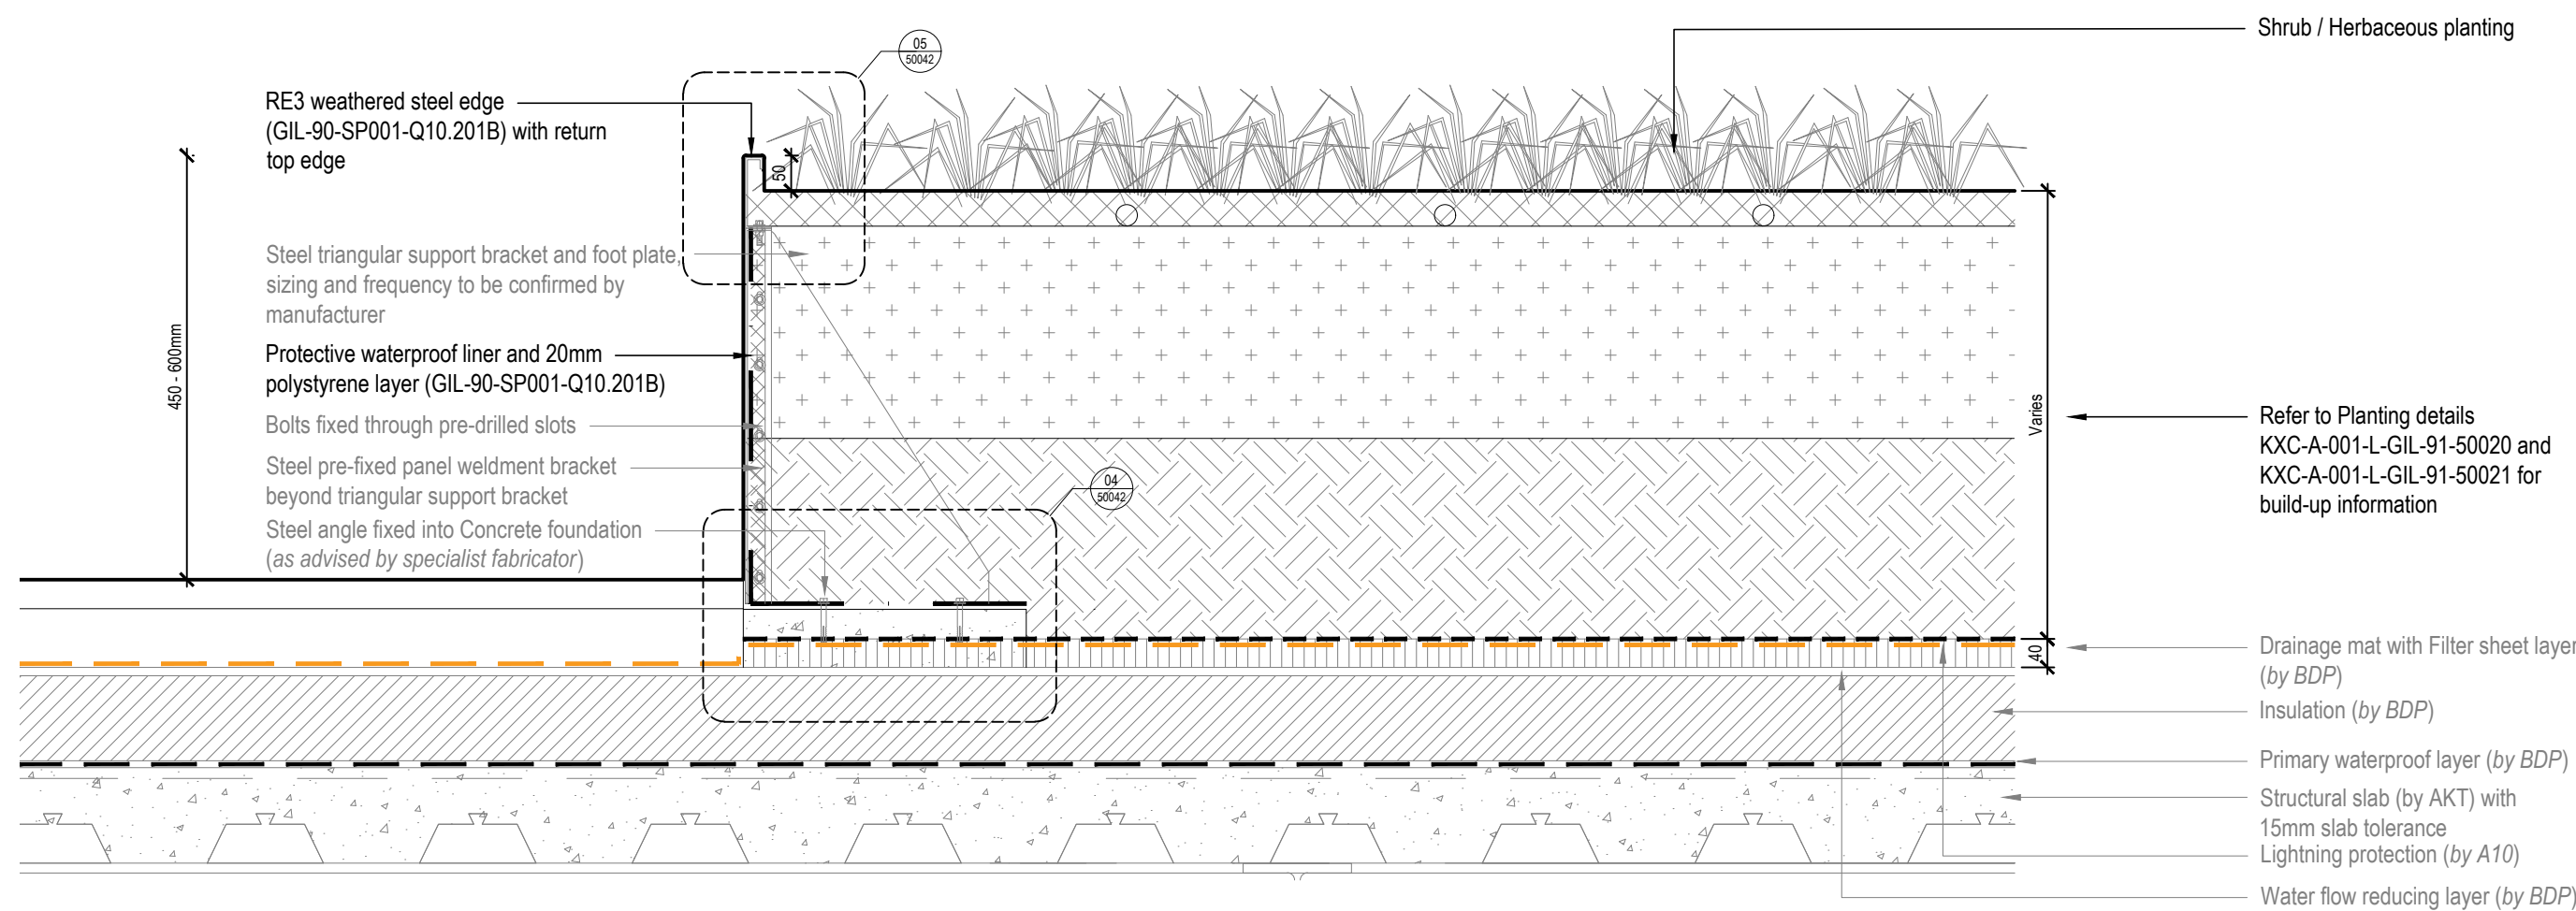 Shrub / Herbaceous planting
05
50042
RE3 weathered steel edge
(GIL-90-SP001-Q10.201B) with return
top edge
50
Steel triangular support bracket and foot plate,
sizing and frequency to be confirmed by
manufacturer
450 - 600mm
Protective waterproof liner and 20mm
polystyrene layer (GIL-90-SP001-Q10.201B)
Bolts fixed through pre-drilled slots
Steel pre-fixed panel weldment bracket
beyond triangular support bracket
Steel angle fixed into Concrete foundation
(as advised by specialist fabricator)
04
50042
Varies
Refer to Planting details
KXC-A-001-L-GIL-91-50020 and
KXC-A-001-L-GIL-91-50021 for
build-up information
40
Drainage mat with Filter sheet layer
(by BDP)
Insulation (by BDP)
Primary waterproof layer (by BDP)
Structural slab (by AKT) with
15mm slab tolerance
Lightning protection (by A10)
Water flow reducing layer (by BDP)